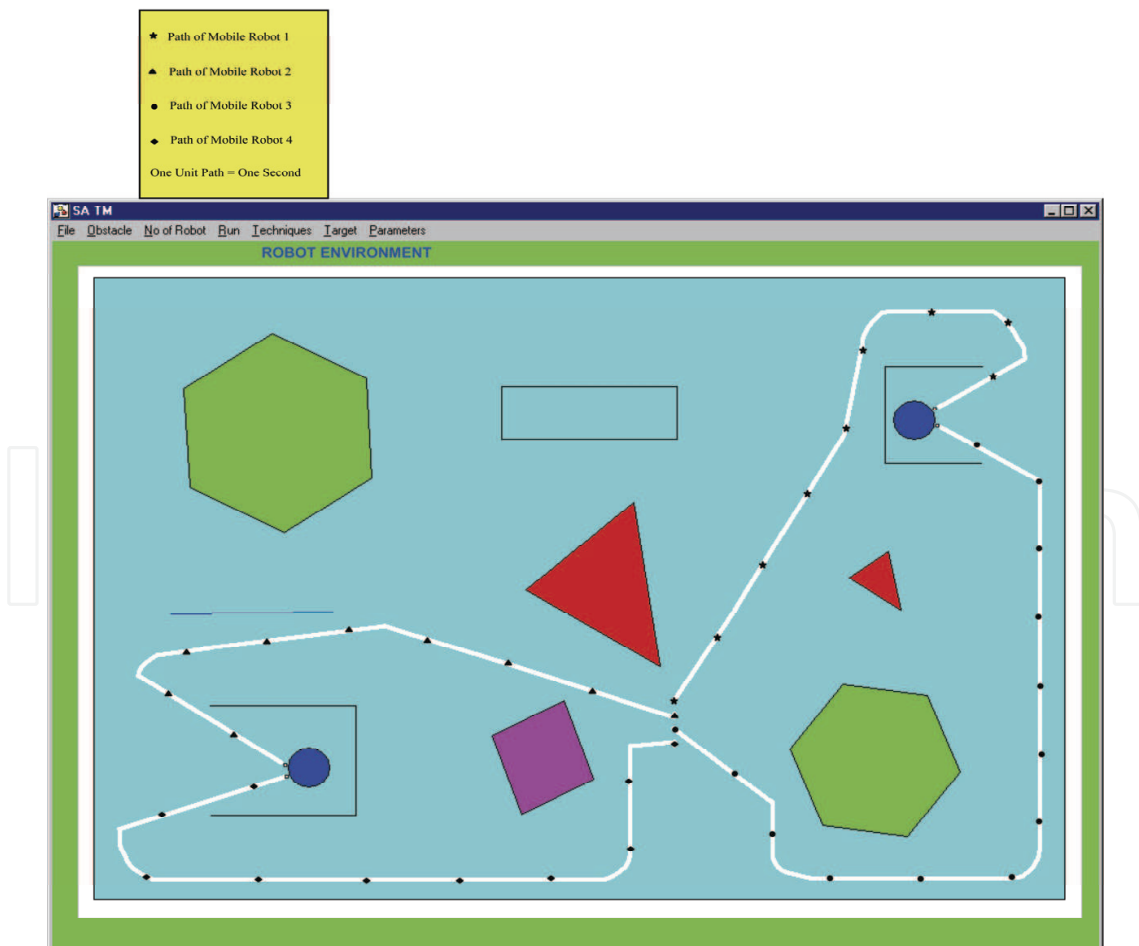 Path of Mobile Robot 1
Path of Mobile Robot 2
Path of Mobile Robot 3
Path of Mobile Robot 4
One Unit Path = One Second
SA TM
File Obstacle No of Robot Run Techniques Target Parameters
ROBOT ENVIRONMENT